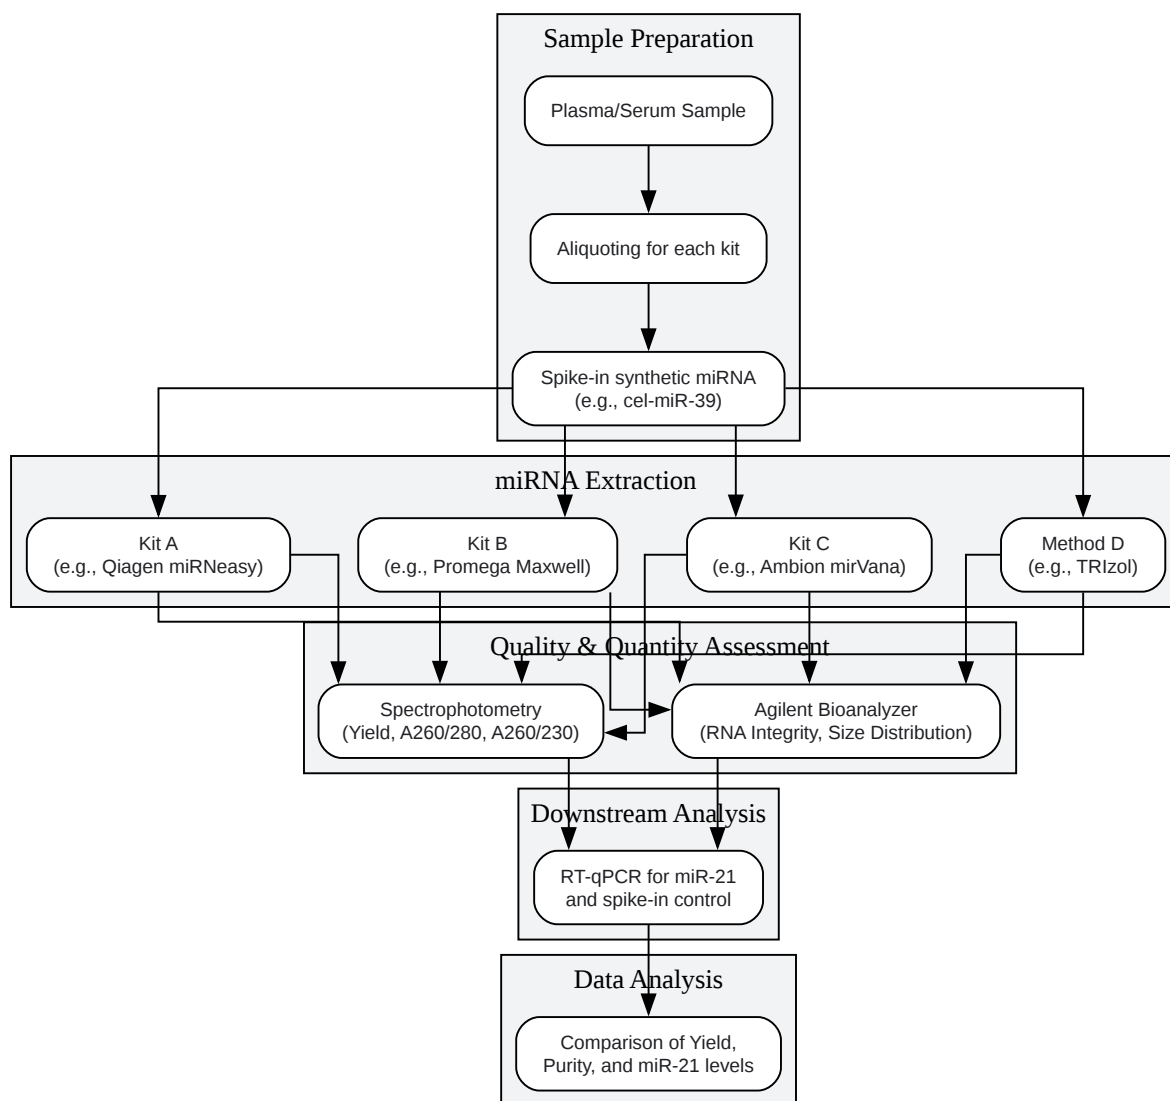 Sample Preparation
Plasma/Serum Sample
Aliquoting for each kit
Spike-in synthetic miRNA
(e.g., cel-miR-39)
miRNA Extraction
Kit A
(e.g., Qiagen miRNeasy)
Kit B
(e.g., Promega Maxwell)
Kit C
(e.g., Ambion mirVana)
Method D
(e.g., TRIzol)
Quality & Quantity Assessment
Spectrophotometry
(Yield, A260/280, A260/230)
Agilent Bioanalyzer
(RNA Integrity, Size Distribution)
Downstream Analysis
RT-qPCR for miR-21
and spike-in control
Data Analysis
Comparison of Yield,
Purity, and miR-21 levels